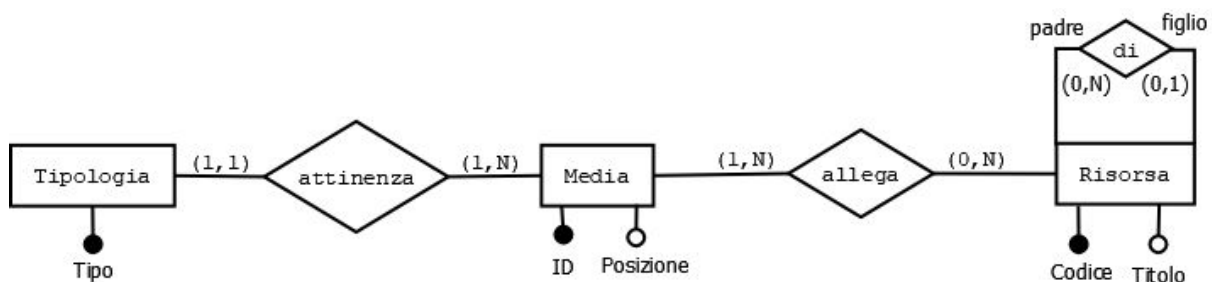 padre
figlio
di
(0,N)
(0,1)
Tipologia
(1,1)
attinenza
(1,N)
Media
(1,N)
allega
(0,N)
Risorsa
Tipo
ID
Posizione
Codice
Titolo